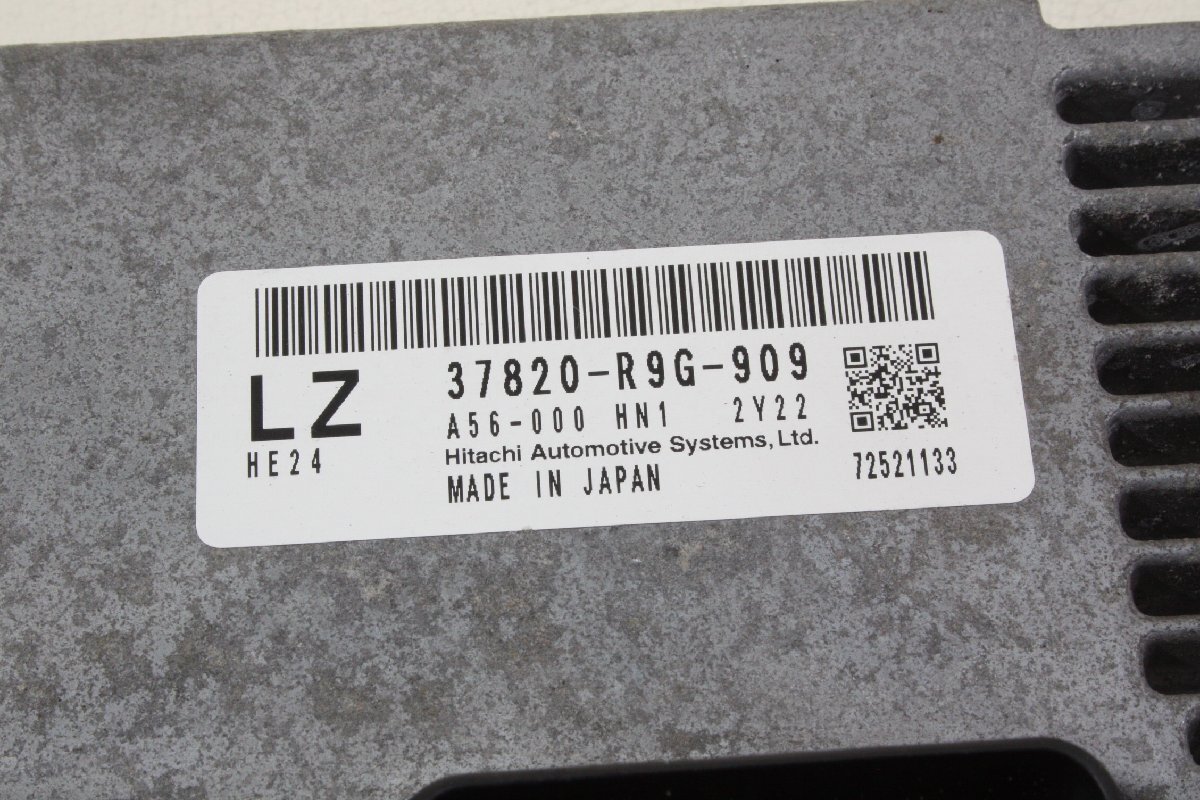 LZ
HE24
37820-R9G-909
A56-000 HN1 2Y22
Hitachi Automotive Systems, Ltd.
MADE IN JAPAN
72521133